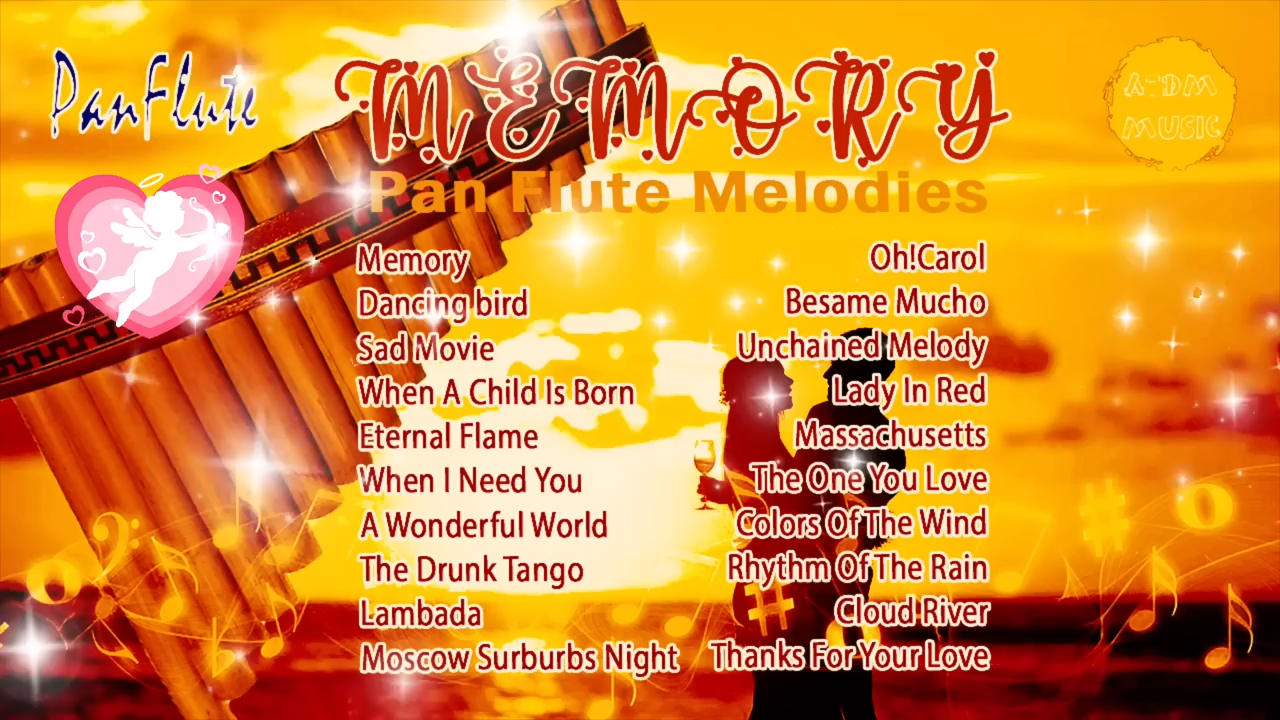 PanFlute
MEMORY
A-DM
MUSIC
Pan Flute Melodies
Memory
Dancing bird
Sad Movie
When A Child Is Born
Eternal Flame
When I Need You
A Wonderful World
The Drunk Tango
Lambada
Moscow Surburbs Night
Oh!Carol
Besame Mucho
Unchained Melody
Lady In Red
Massachusetts
The One You Love
Colors Of The Wind
Rhythm Of The Rain
Cloud River
Thanks For Your Love